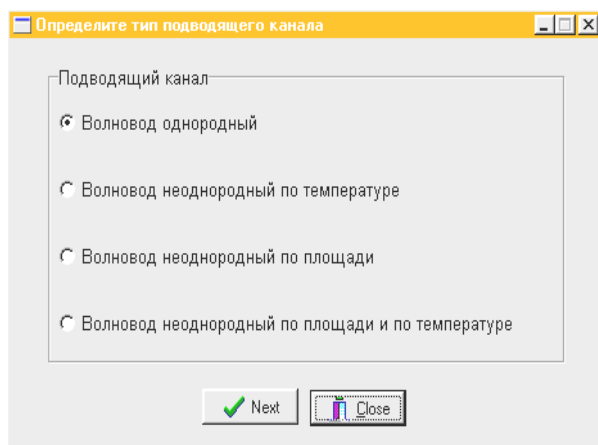 Определите тип подводящего канала
Подводящий канал
Волновод однородный
Волновод неоднородный по температуре
Волновод неоднородный по площади
Волновод неоднородный по площади и по температуре
Next
Close